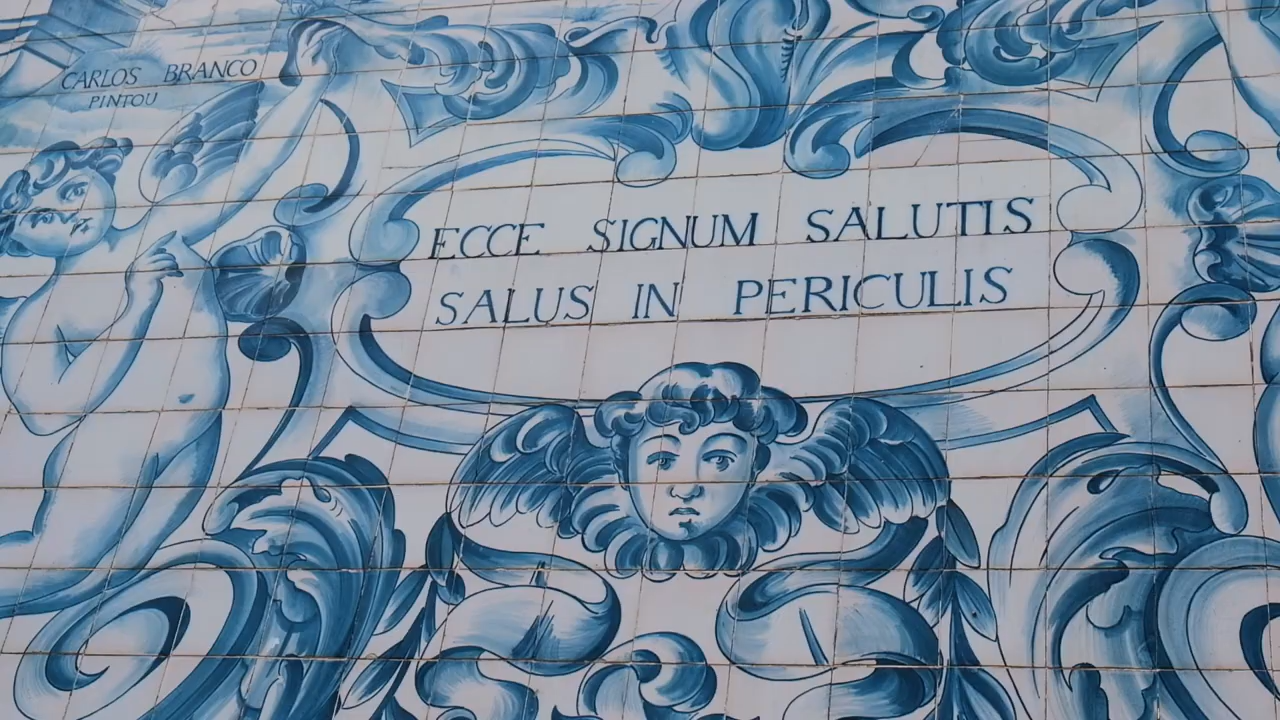 CARLOS BRANCO
PINTOU
ECCE SIGNUM SALUTIS
SALUS IN PERICULIS